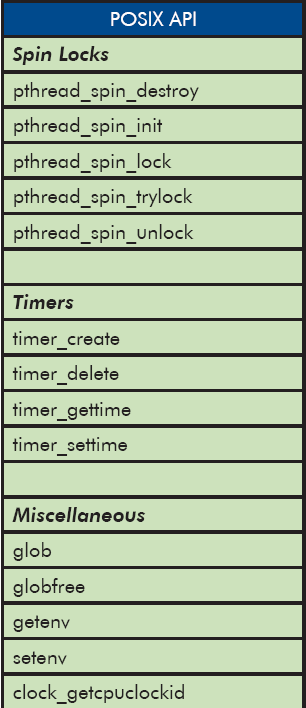 POSIX API
Spin Locks
pthread_spin_destroy
pthread_spin_init
pthread_spin_lock
pthread_spin_trylock
pthread_spin_unlock
Timers
timer_create
timer_delete
timer_gettime
timer_settime
Miscellaneous
glob
globfree
getenv
setenv
clock_getcpuclockid